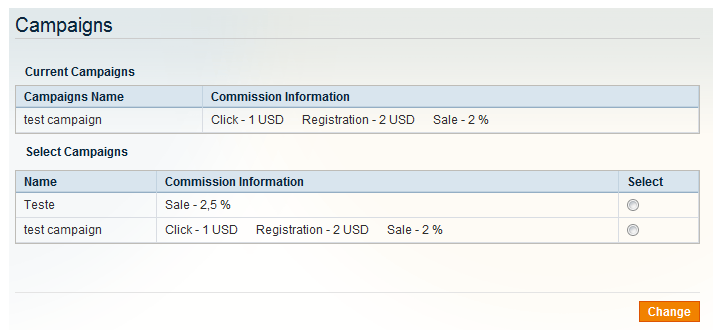 Campaigns
Current Campaigns
Campaigns Name Commission Information
test campaign Click - 1 USD Registration - 2 USD Sale - 2 %
Select Campaigns
Name Commission Information Select
Teste Sale - 2,5 %
test campaign Click - 1 USD Registration - 2 USD Sale - 2 %
Change